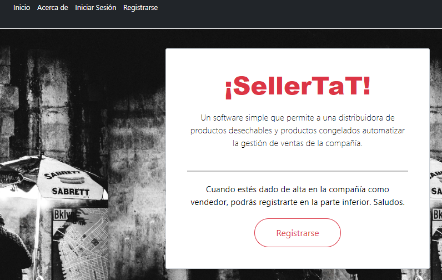 Inicio Acerca de Iniciar Sesión Registrarse
¡SellerTaT!
Un software simple que permite a una distribuidora de
productos desechables y productos congelados automatizar
la gestión de ventas de la compañía.
Cuando estés dado de alta en la compañía como
vendedor, podrás registrarte en la parte inferior. Saludos.
Registrarse
SABRETT
SABRETT